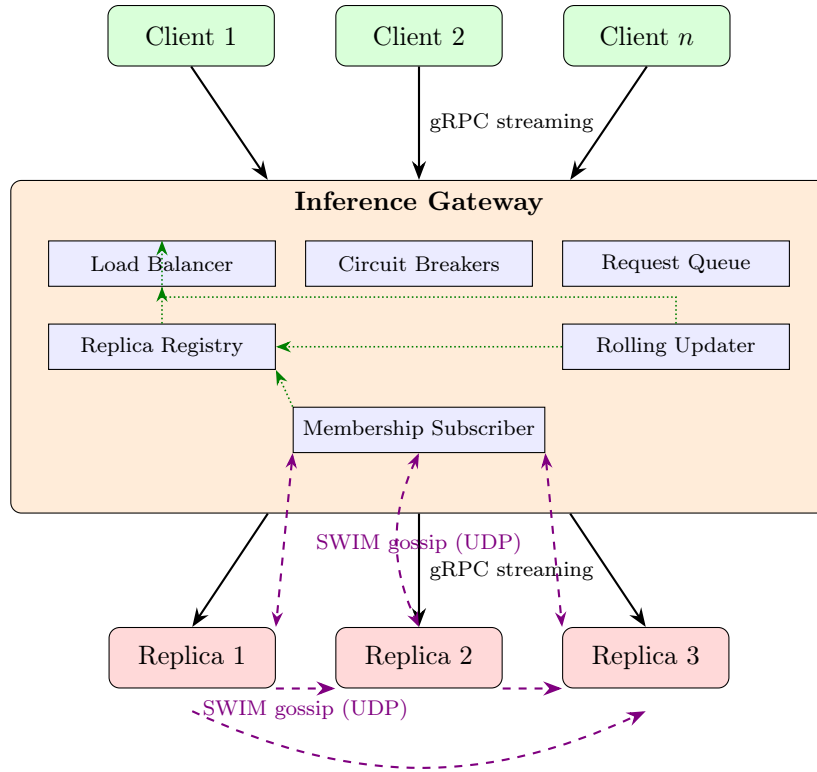 Client 1
Client 2
Client n
gRPC streaming
Inference Gateway
Load Balancer
Circuit Breakers
Request Queue
Replica Registry
Rolling Updater
Membership Subscriber
SWIM gossip (UDP)
gRPC streaming
Replica 1
Replica 2
Replica 3
SWIM gossip (UDP)